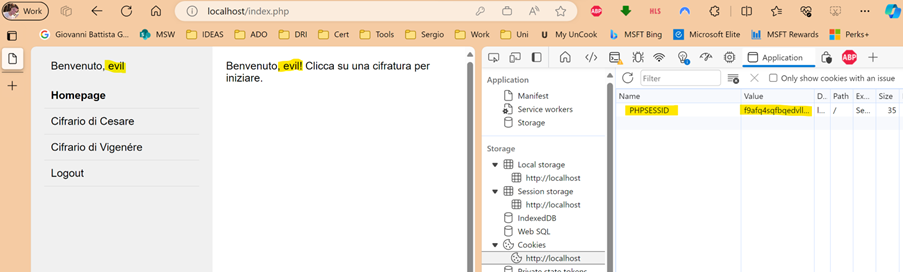 Work
localhost/index.php
ABP
HLS
Giovanni Battista G...
MSW
IDEAS
ADO
DRI
Cert
Tools
Sergio
Work
Uni
My UnCook
MSFT Bing
Microsoft Elite
MSFT Rewards
Perks+
Benvenuto, evil
Homepage
Cifrario di Cesare
Cifrario di Vigenére
Logout
Benvenuto, evil! Clicca su una cifratura per
iniziare.
Application
ABP
Application
Manifest
Service workers
Storage
Storage
Local storage
http://localhost
Session storage
http://localhost
IndexedDB
Web SQL
Cookies
http://localhost
Private state tokens
Filter
Only show cookies with an issue
Name Value D... Path Ex... Size
PHPSESSID f9afq4sqfbqedvll... l... / Se... 35